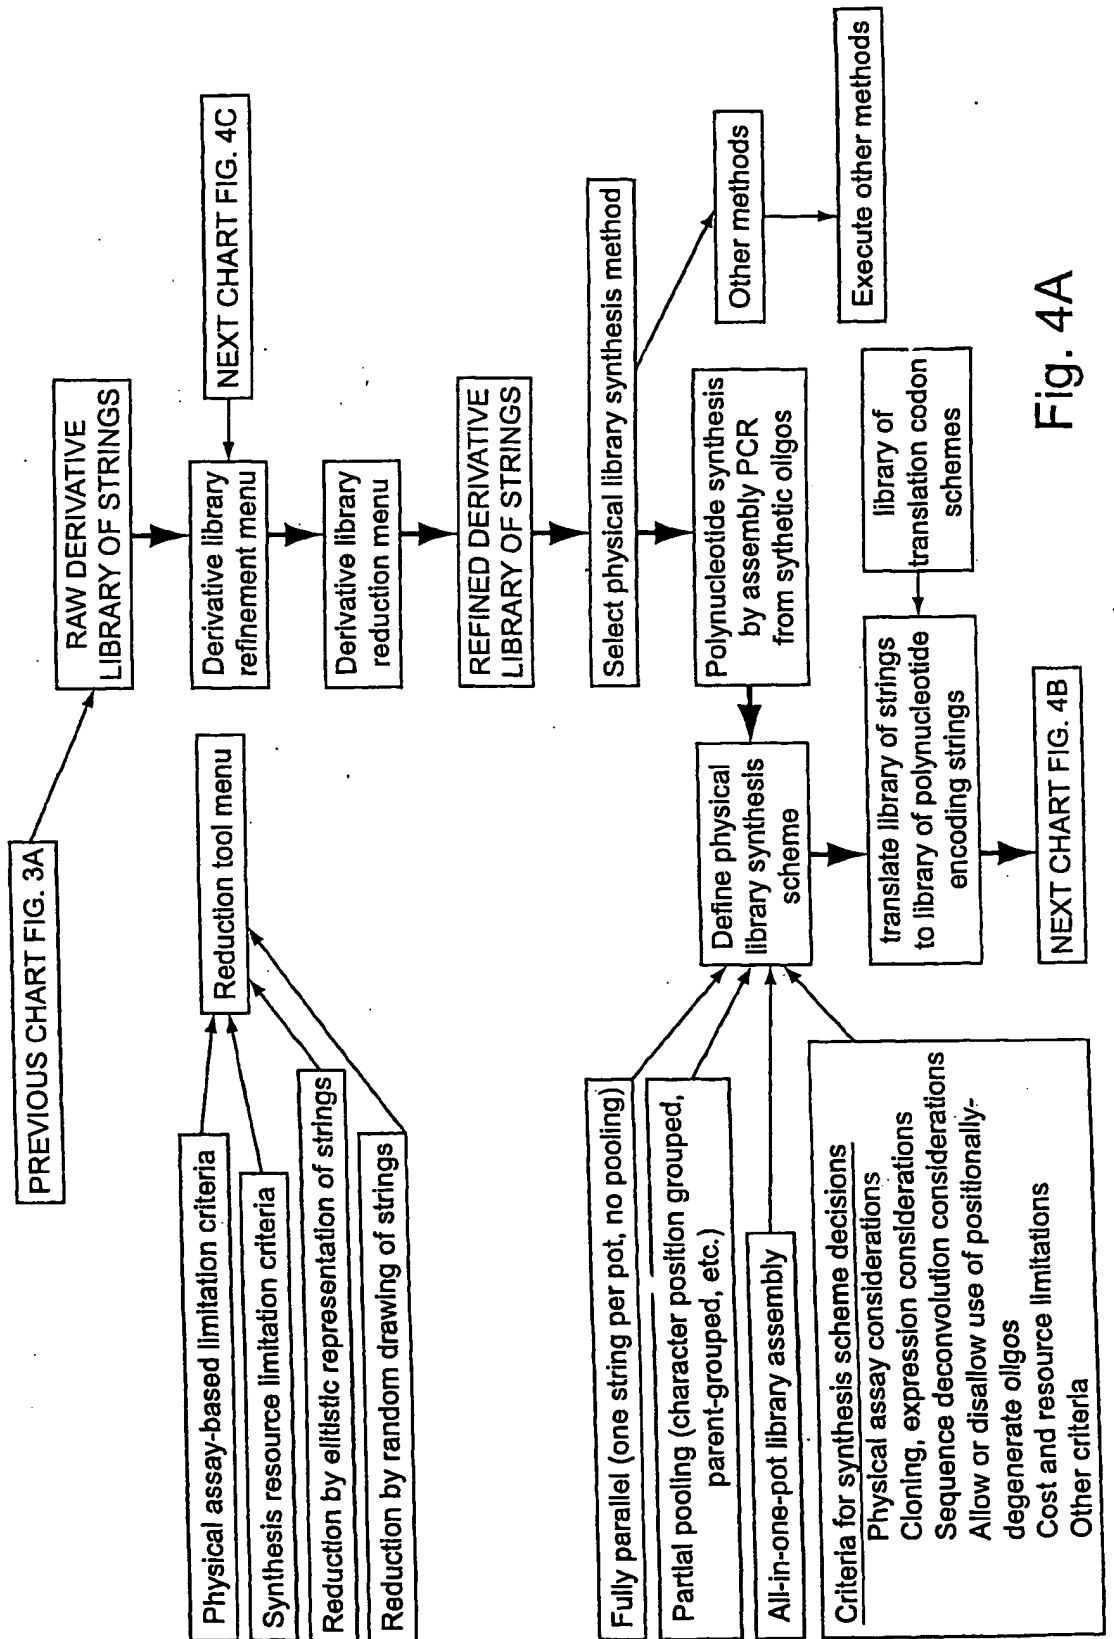 PREVIOUS CHART FIG. 3A
RAW DERIVATIVE
LIBRARY OF STRINGS
NEXT CHART FIG. 4C
Derivative library
refinement menu
Derivative library
reduction menu
REFINED DERIVATIVE
LIBRARY OF STRINGS
Reduction tool menu
Physical assay-based limitation criteria
Synthesis resource limitation criteria
Reduction by elitistic representation of strings
Reduction by random drawing of strings
Select physical library synthesis method
Other methods
Execute other methods
Polynucleotide synthesis
by assembly PCR
from sythetic oligos
Define physical
library synthesis
scheme
Fully parallel (one string per pot, no pooling)
Partial pooling (character position grouped,
parent-grouped, etc.)
All-in-one-pot library assembly
Criteria for synthesis scheme decisions
Physical assay considerations
Cloning, expression considerations
Sequence deconvolution considerations
Allow or disallow use of positionally-
degenerate oligos
Cost and resource limitations
Other criteria
library of
translation codon
schemes
translate library of strings
to library of polynucleotide
encoding strings
NEXT CHART FIG. 4B
Fig. 4A